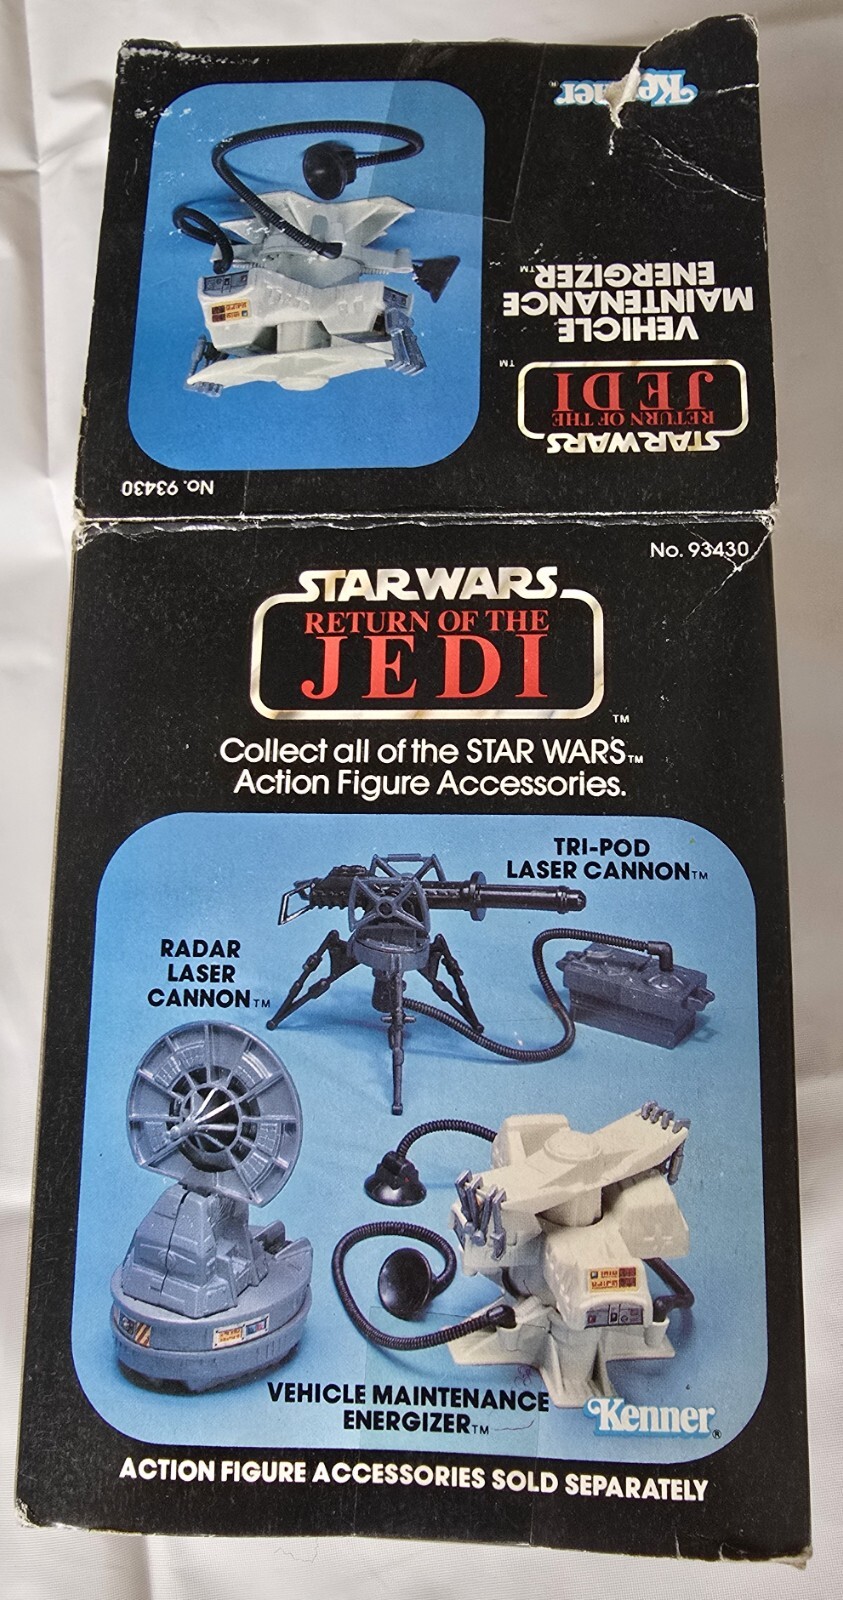 Kenner®
VEHICLE
MAINTENANCE
ENERGIZER™
STAR WARS
RETURN OF THE
JEDI
™
No. 93430
No. 93430
STAR WARS
RETURN OF THE
JEDI
™
Collect all of the STAR WARS™
Action Figure Accessories.
TRI-POD
LASER CANNON™
RADAR
LASER
CANNON™
VEHICLE MAINTENANCE
ENERGIZER™
Kenner®
ACTION FIGURE ACCESSORIES SOLD SEPARATELY